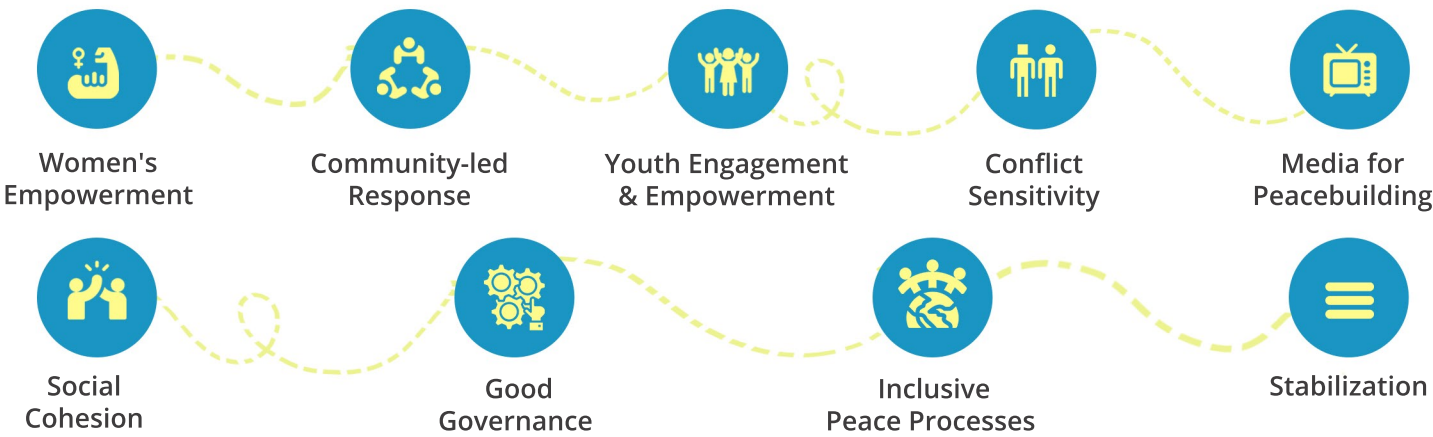 Women's
Empowerment
Community-led
Response
Youth Engagement
& Empowerment
Conflict
Sensitivity
Media for
Peacebuilding
Social
Cohesion
Good
Governance
Inclusive
Peace Processes
Stabilization